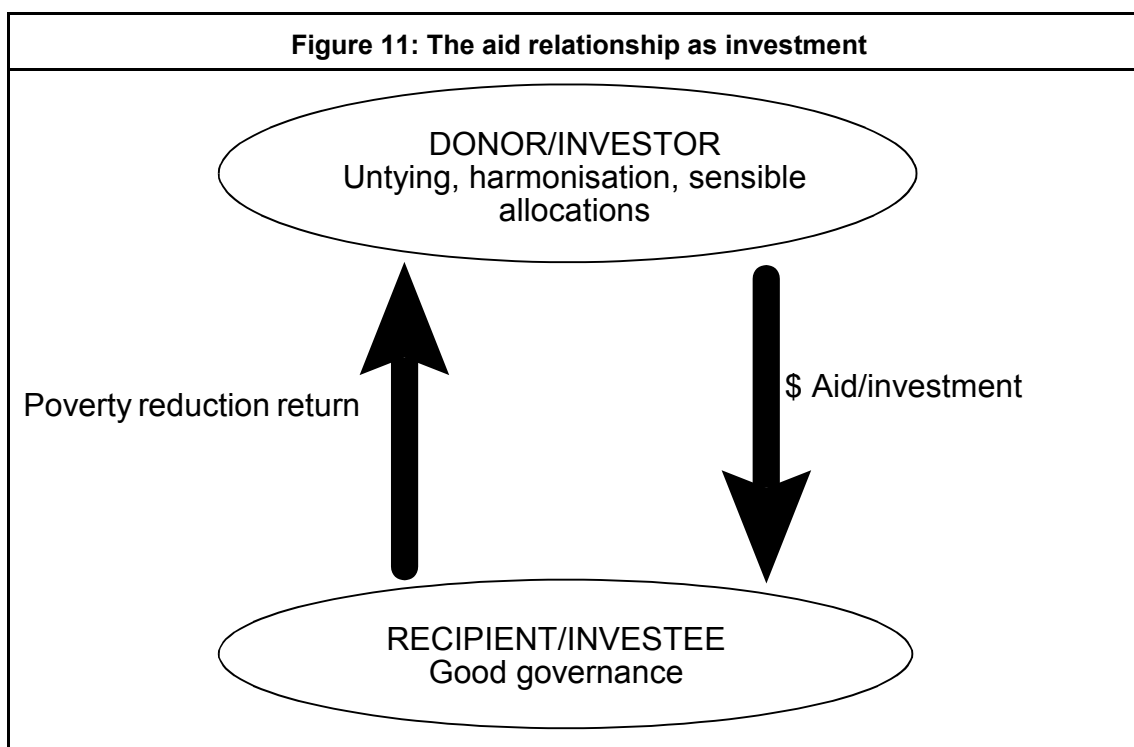 Figure 11: The aid relationship as investment
DONOR/INVESTOR
Untying, harmonisation, sensible
allocations
Poverty reduction return
$ Aid/investment
RECIPIENT/INVESTEE
Good governance